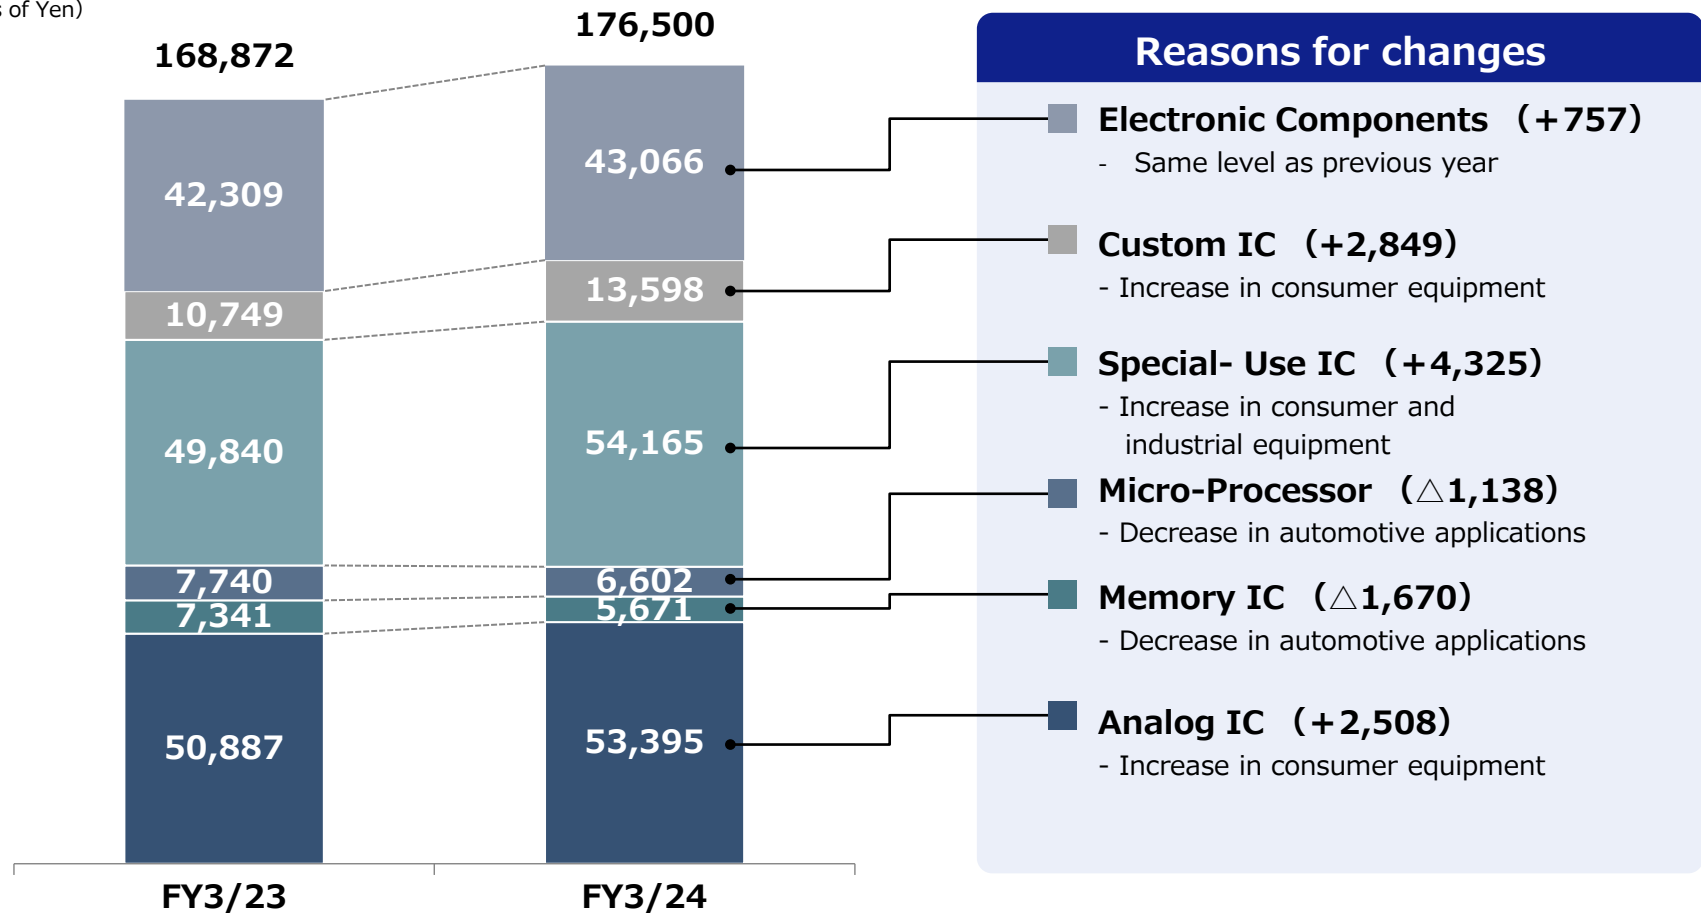 of Yen)
168,872
42,309
10,749
49,840
7,740
7,341
50,887
FY3/23
176,500
43,066
13,598
54,165
6,602
5,671
53,395
FY3/24
Reasons for changes
Electronic Components （+757）
- Same level as previous year
Custom IC （+2,849）
- Increase in consumer equipment
Special- Use IC （+4,325）
- Increase in consumer and
industrial equipment
Micro-Processor （△1,138）
- Decrease in automotive applications
Memory IC （△1,670）
- Decrease in automotive applications
Analog IC （+2,508）
- Increase in consumer equipment